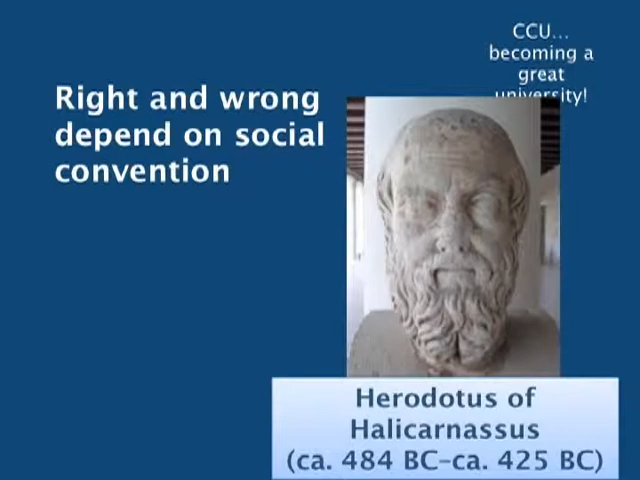 CCU...
becoming a
great
university!
Right and wrong
depend on social
convention
Herodotus of
Halicarnassus
(ca. 484 BC–ca. 425 BC)